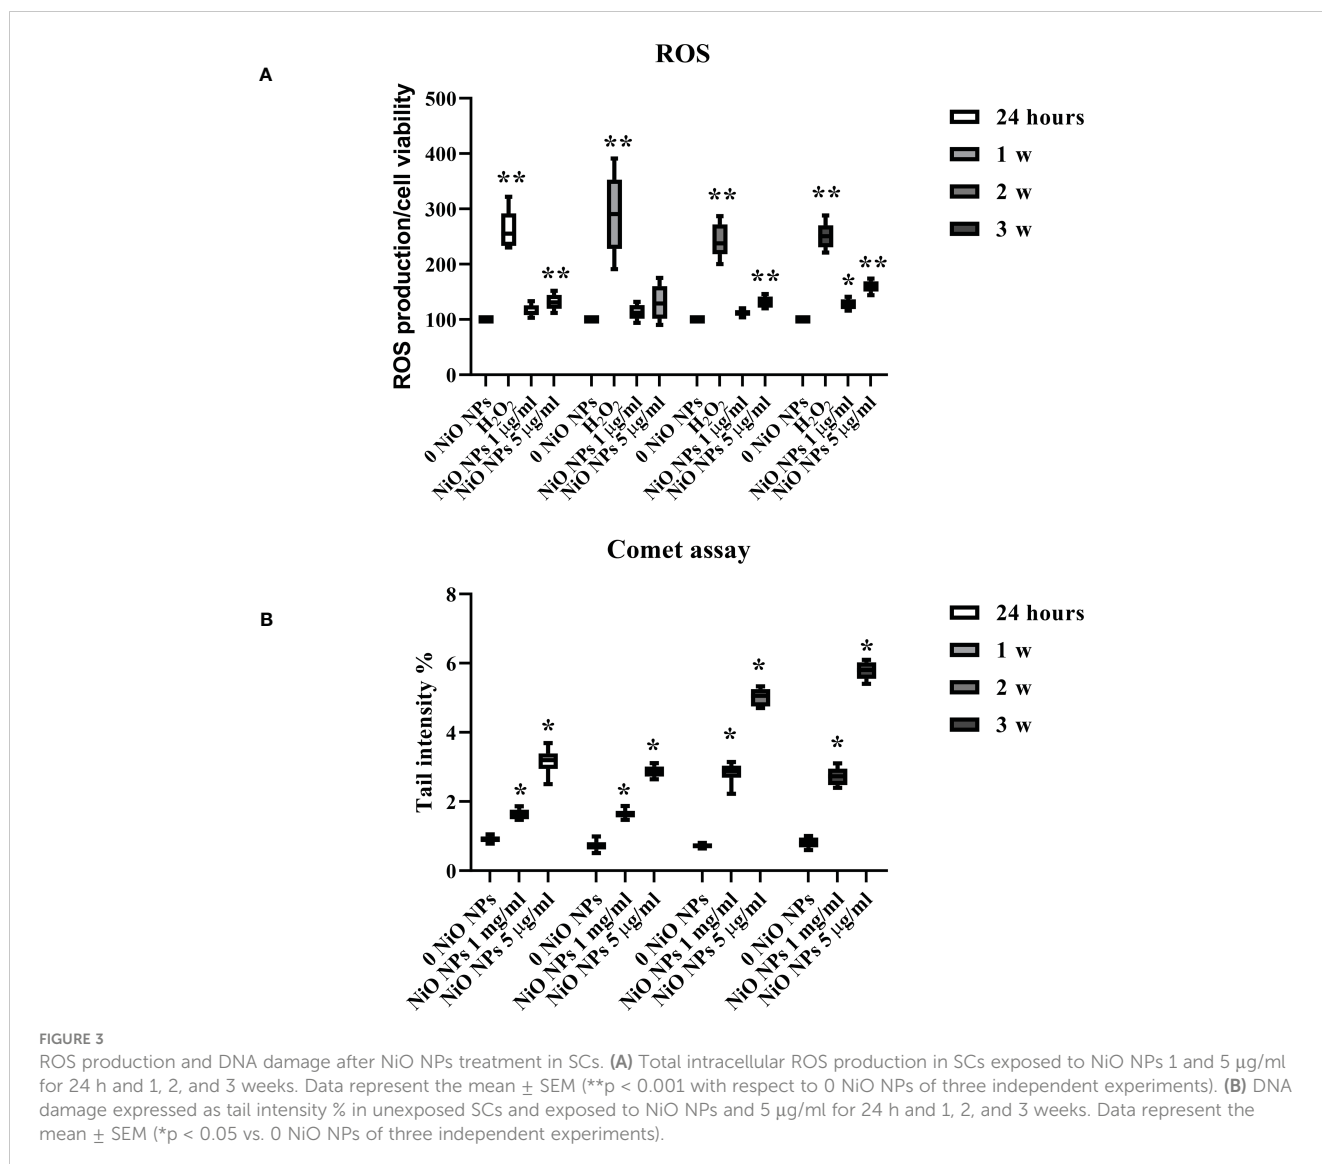 ROS
A
ROS production/cell viability
500
400
300
200
100
0
**
**
**
**
**
**
*
**
0 NiO NPs
H₂O₂
NiO NPs 1 μg/ml
NiO NPs 5 μg/ml
0 NiO NPs
H₂O₂
NiO NPs 1 μg/ml
NiO NPs 5 μg/ml
0 NiO NPs
H₂O₂
NiO NPs 1 μg/ml
NiO NPs 5 μg/ml
0 NiO NPs
H₂O₂
NiO NPs 1 μg/ml
NiO NPs 5 μg/ml
24 hours
1 w
2 w
3 w
Comet assay
B
Tail intensity %
8
6
4
2
0
*
*
*
*
*
*
*
*
0 NiO NPs
NiO NPs 1 mg/ml
NiO NPs 5 μg/ml
0 NiO NPs
NiO NPs 1 mg/ml
NiO NPs 5 μg/ml
0 NiO NPs
NiO NPs 1 mg/ml
NiO NPs 5 μg/ml
0 NiO NPs
NiO NPs 1 mg/ml
NiO NPs 5 μg/ml
24 hours
1 w
2 w
3 w
FIGURE 3
ROS production and DNA damage after NiO NPs treatment in SCs. (A) Total intracellular ROS production in SCs exposed to NiO NPs 1 and 5 μg/ml
for 24 h and 1, 2, and 3 weeks. Data represent the mean ± SEM (**p < 0.001 with respect to 0 NiO NPs of three independent experiments). (B) DNA
damage expressed as tail intensity % in unexposed SCs and exposed to NiO NPs and 5 μg/ml for 24 h and 1, 2, and 3 weeks. Data represent the
mean ± SEM (*p < 0.05 vs. 0 NiO NPs of three independent experiments).